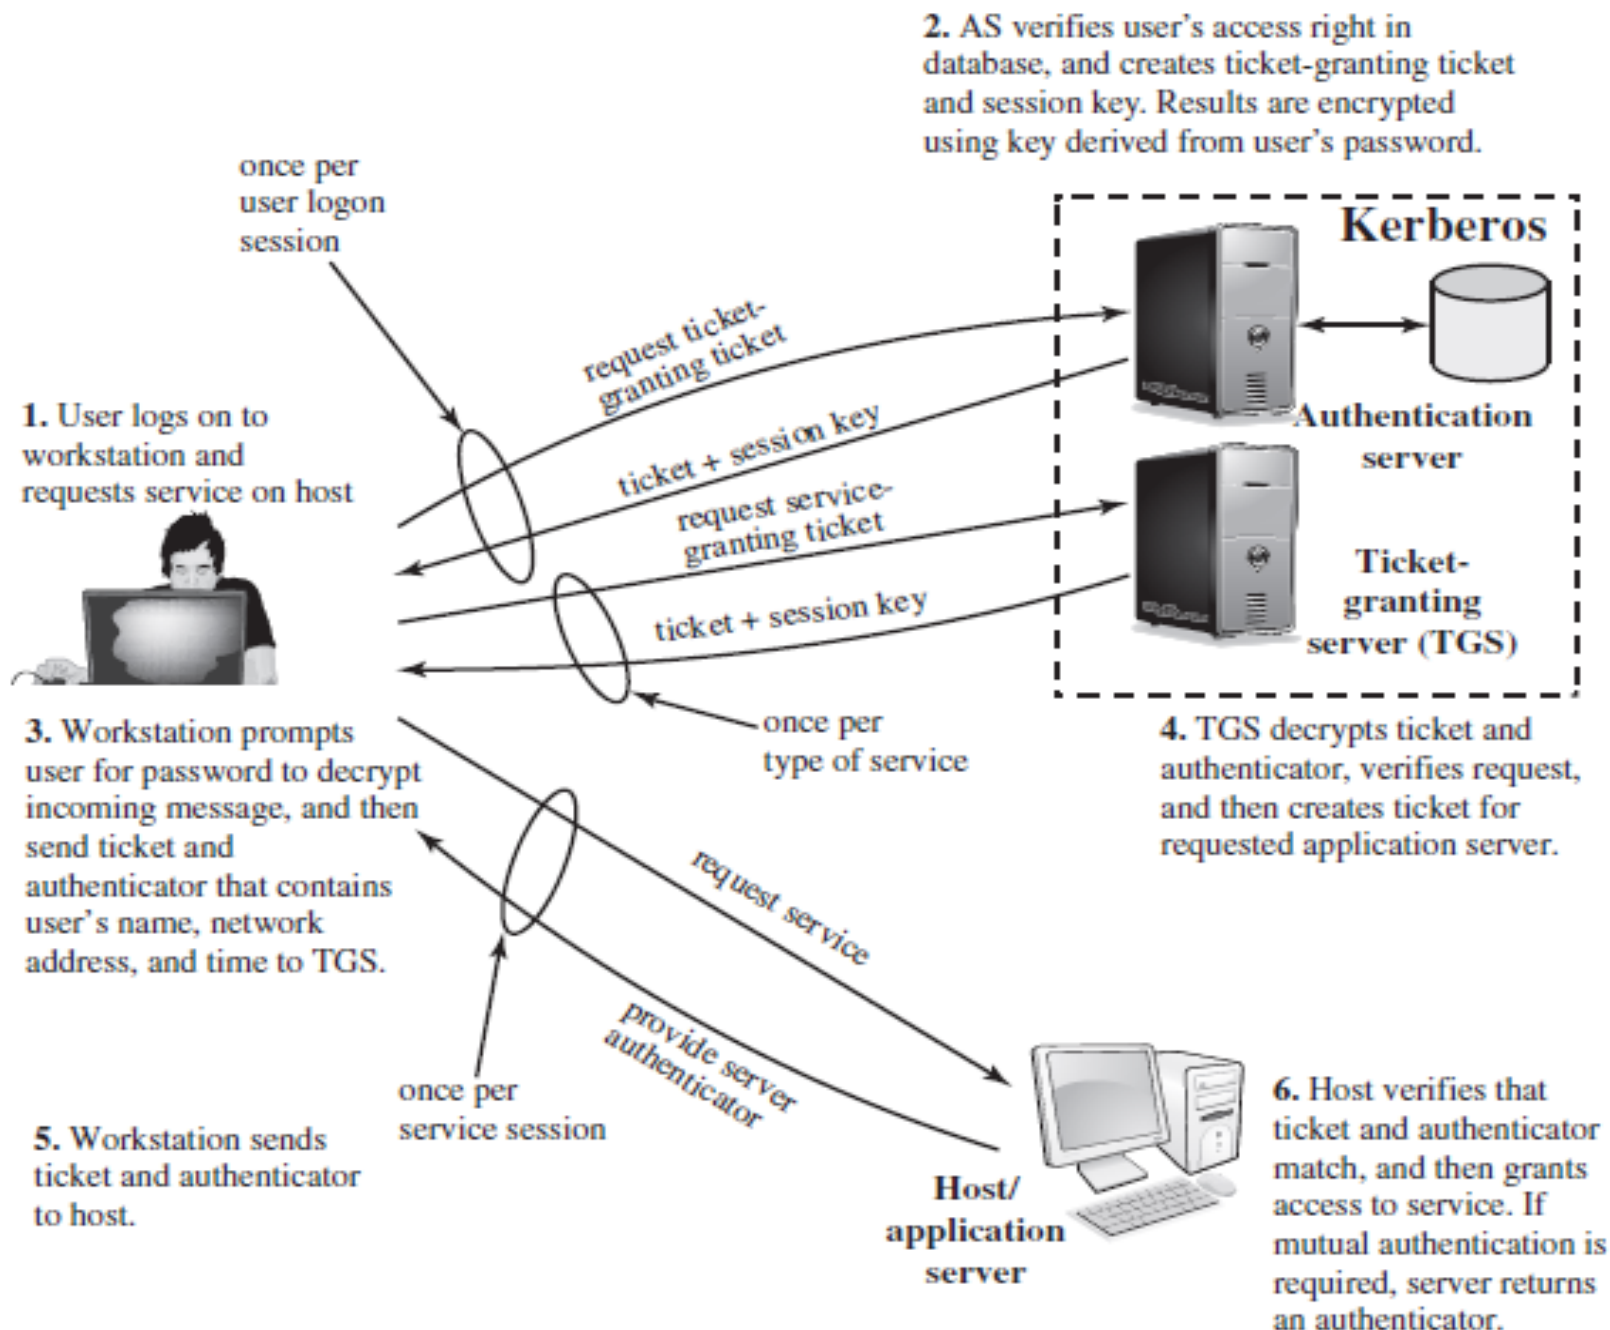 2. AS verifies user's access right in
database, and creates ticket-granting ticket
and session key. Results are encrypted
using key derived from user's password.
once per
user logon
session
Kerberos
request ticket-
granting ticket
1. User logs on to
workstation and
requests service on host
ticket + session key
Authentication
server
request service-
granting ticket
Ticket-
granting
server (TGS)
ticket + session key
3. Workstation prompts
user for password to decrypt
incoming message, and then
send ticket and
authenticator that contains
user's name, network
address, and time to TGS.
once per
type of service
4. TGS decrypts ticket and
authenticator, verifies request,
and then creates ticket for
requested application server.
request service
provide server
authenticator
once per
service session
5. Workstation sends
ticket and authenticator
to host.
Host/
application
server
6. Host verifies that
ticket and authenticator
match, and then grants
access to service. If
mutual authentication is
required, server returns
an authenticator.